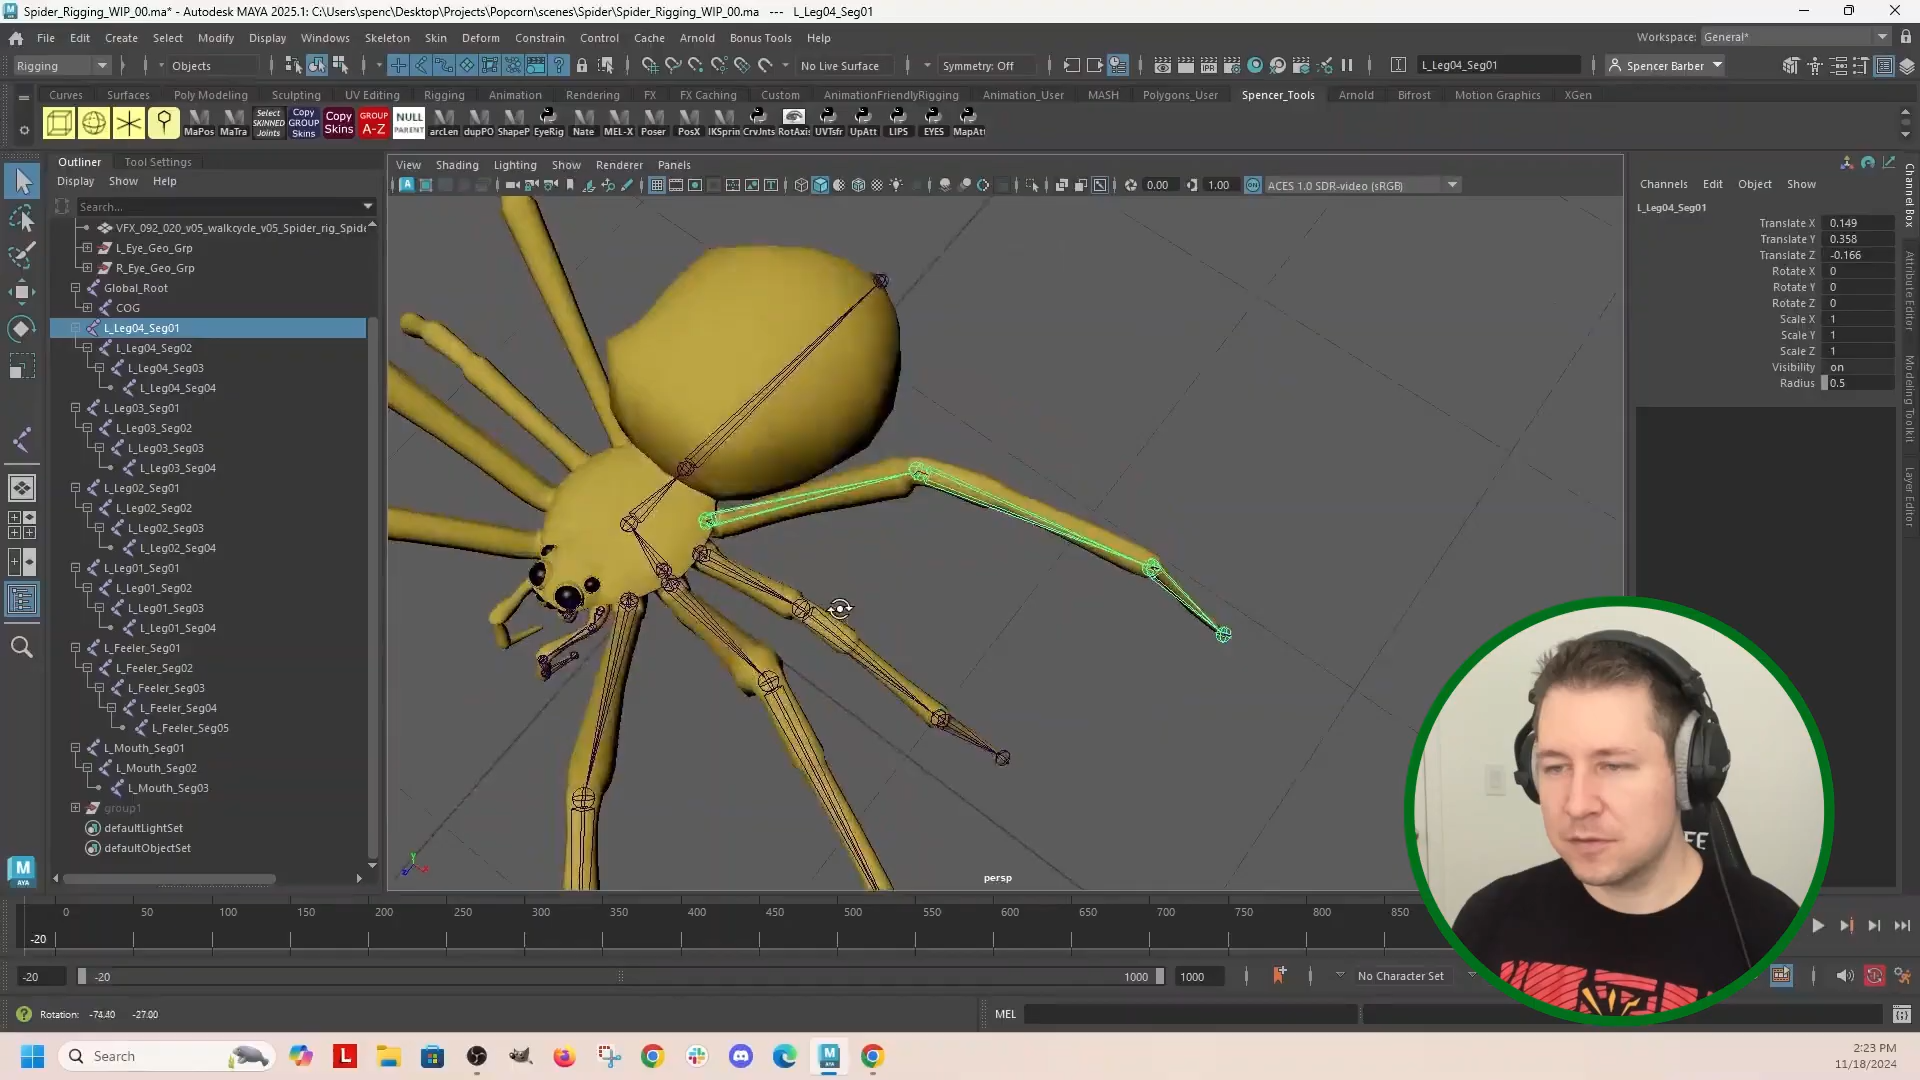 Spider_Rigging_WIP_00.ma* - Autodesk MAYA 2025.1: C:\Users\spenc\Desktop\Projects\Popcorn\scenes\Spider\Spider_Rigging_WIP_00.ma --- L_Leg04_Seg01
File Edit Create Select Modify Display Windows Skeleton Skin Deform Constrain Control Cache Arnold Bonus Tools Help
Workspace: General*
Rigging Objects No Live Surface Symmetry: Off L_Leg04_Seg01 Spencer Barber
Curves Surfaces Poly Modeling Sculpting UV Editing Rigging Animation Rendering FX FX Caching Custom AnimationFriendlyRigging Animation_User MASH Polygons_User Spencer_Tools Arnold Bifrost Motion Graphics XGen
MaPos MaTra Select SKINNED Joints Copy GROUP Skins Copy Skins GROUP A-Z NULL PARENT arcLen dupPO ShapeP EyeRig Nate MEL-X Poser PosX IKSprin CrvJnts RotAxis UVTsfr UpAtt LIPS EYES MapAtt
Outliner Tool Settings
Display Show Help
Search...
VFX_092_020_v05_walkcycle_v05_Spider_rig_Spid
L_Eye_Geo_Grp
R_Eye_Geo_Grp
Global_Root
COG
L_Leg04_Seg01
L_Leg04_Seg02
L_Leg04_Seg03
L_Leg04_Seg04
L_Leg03_Seg01
L_Leg03_Seg02
L_Leg03_Seg03
L_Leg03_Seg04
L_Leg02_Seg01
L_Leg02_Seg02
L_Leg02_Seg03
L_Leg02_Seg04
L_Leg01_Seg01
L_Leg01_Seg02
L_Leg01_Seg03
L_Leg01_Seg04
L_Feeler_Seg01
L_Feeler_Seg02
L_Feeler_Seg03
L_Feeler_Seg04
L_Feeler_Seg05
L_Mouth_Seg01
L_Mouth_Seg02
L_Mouth_Seg03
group1
defaultLightSet
defaultObjectSet
View Shading Lighting Show Renderer Panels
0.00 1.00 ACES 1.0 SDR-video (sRGB)
persp
Channels Edit Object Show
L_Leg04_Seg01
Translate X 0.149
Translate Y 0.358
Translate Z -0.166
Rotate X 0
Rotate Y 0
Rotate Z 0
Scale X 1
Scale Y 1
Scale Z 1
Visibility on
Radius 0.5
Channel Box
Attribute Editor
Modeling Toolkit
Layer Editor
0 50 100 150 200 250 300 350 400 450 500 550 600 650 700 750 800 850
-20
-20 -20 1000 1000 No Character Set
Rotation: -74.40 -27.00 MEL
Search
2:23 PM
11/18/2024